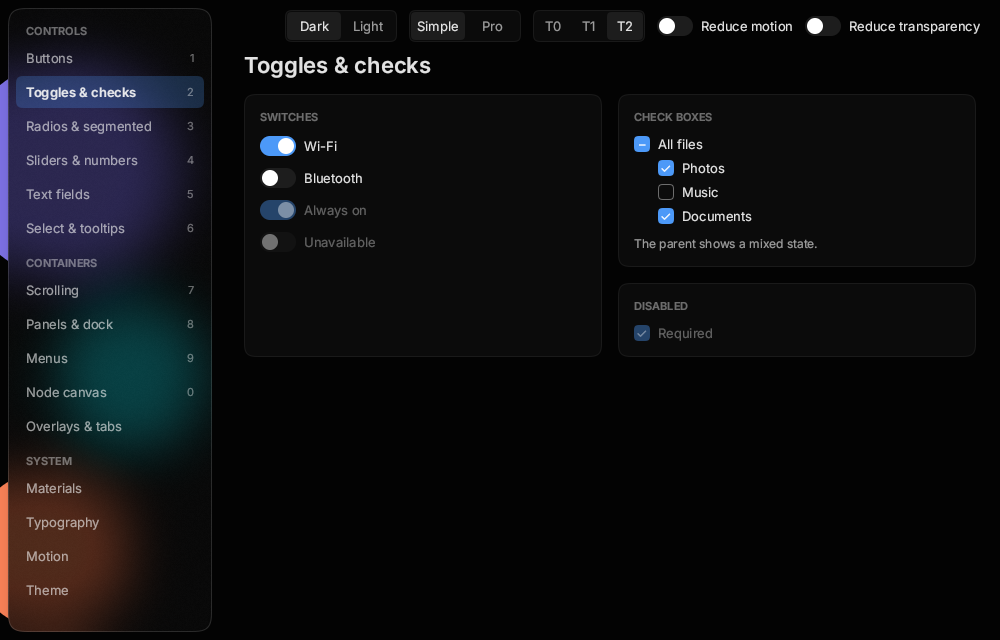 CONTROLS
Buttons 1
Toggles & checks 2
Radios & segmented 3
Sliders & numbers 4
Text fields 5
Select & tooltips 6
CONTAINERS
Scrolling 7
Panels & dock 8
Menus 9
Node canvas 0
Overlays & tabs
SYSTEM
Materials
Typography
Motion
Theme
Dark Light Simple Pro T0 T1 T2 Reduce motion Reduce transparency
Toggles & checks
SWITCHES
Wi-Fi
Bluetooth
Always on
Unavailable
CHECK BOXES
All files
Photos
Music
Documents
The parent shows a mixed state.
DISABLED
Required